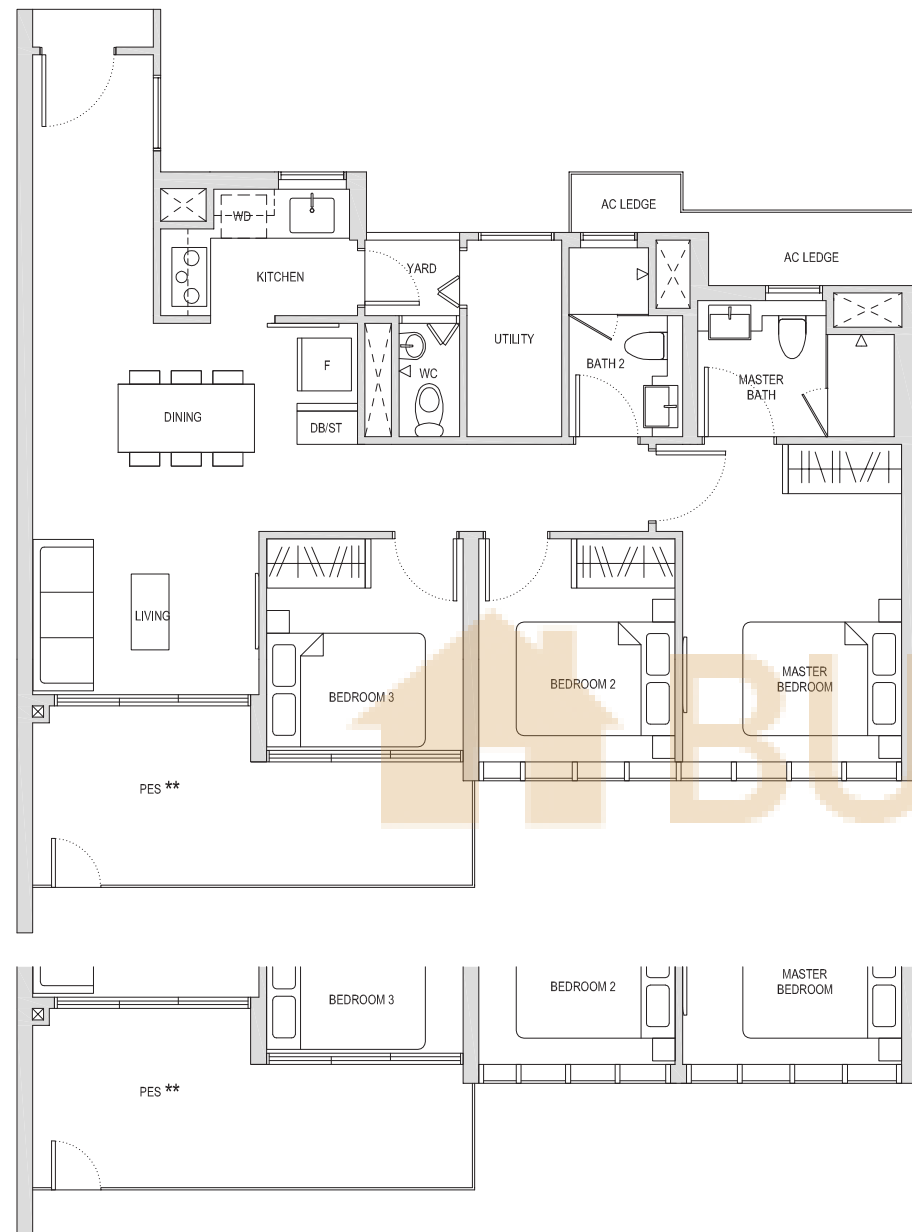 AC LEDGE
AC LEDGE
WD
KITCHEN
YARD
UTILITY
BATH 2
MASTER
BATH
F
WC
DINING
DB/ST
LIVING
BEDROOM 3
BEDROOM 2
MASTER
BEDROOM
BU
PES **
BEDROOM 3
BEDROOM 2
MASTER
BEDROOM
PES **